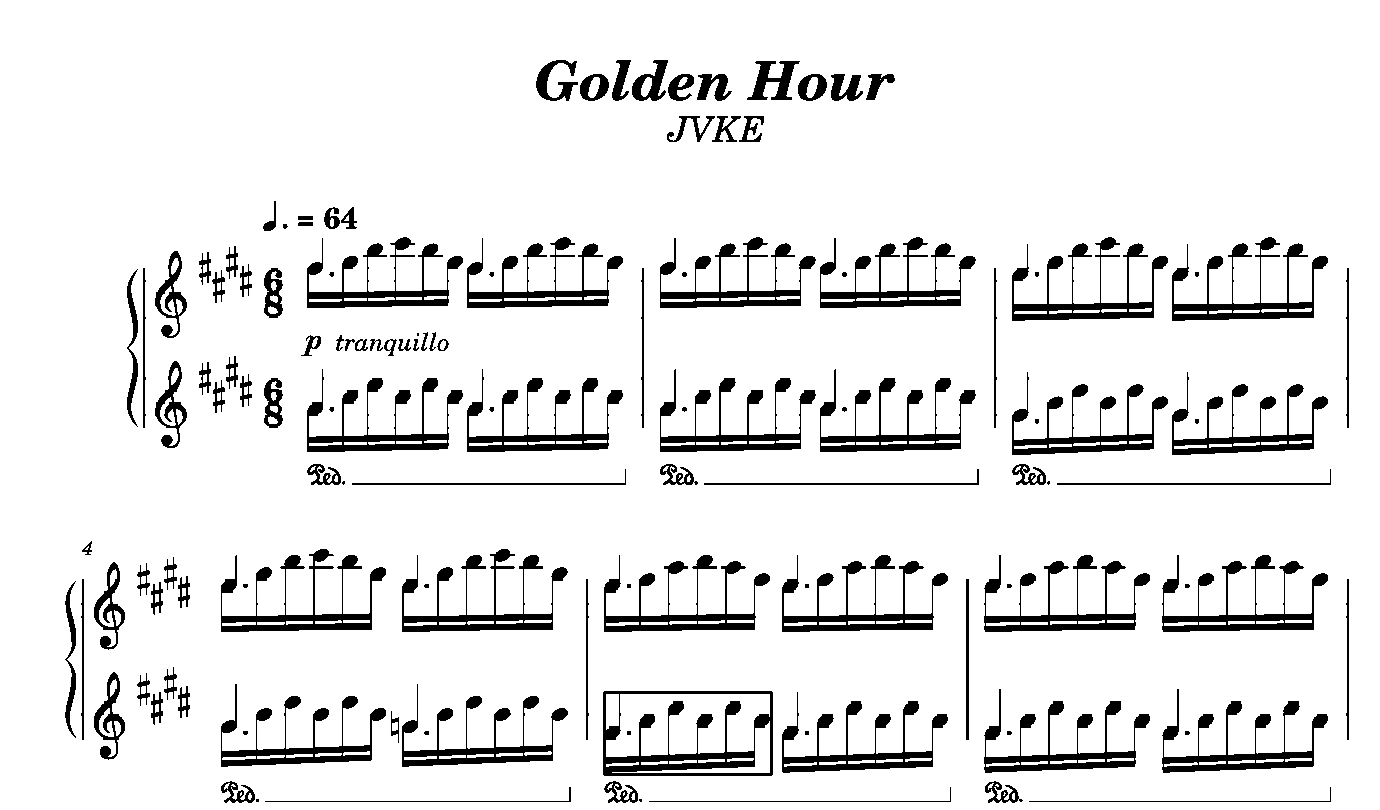 Golden Hour
JVKE
♩. = 64
6
8
p tranquillo
6
8
Ped.
Ped.
Ped.
4
Ped.
Ped.
Ped.